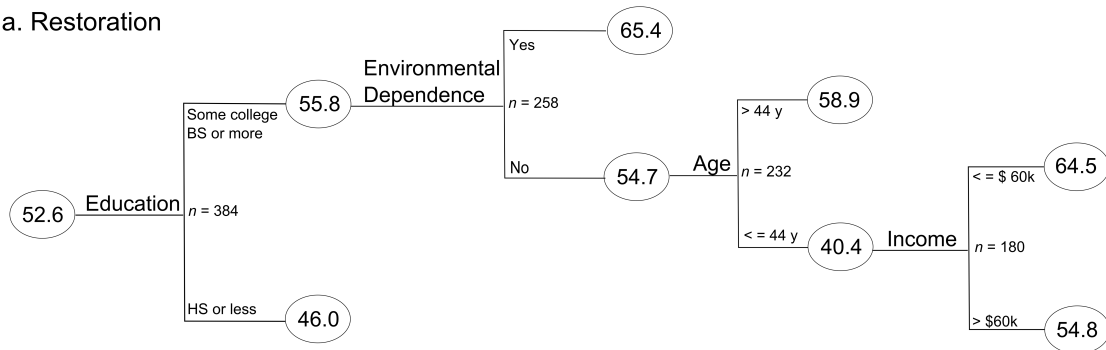 a. Restoration
65.4
Yes
Environmental
Dependence
n = 258
55.8
Some college
BS or more
58.9
> 44 y
No
54.7
Age
n = 232
64.5
< = $ 60k
52.6
Education
n = 384
< = 44 y
40.4
Income
n = 180
HS or less
46.0
> $60k
54.8